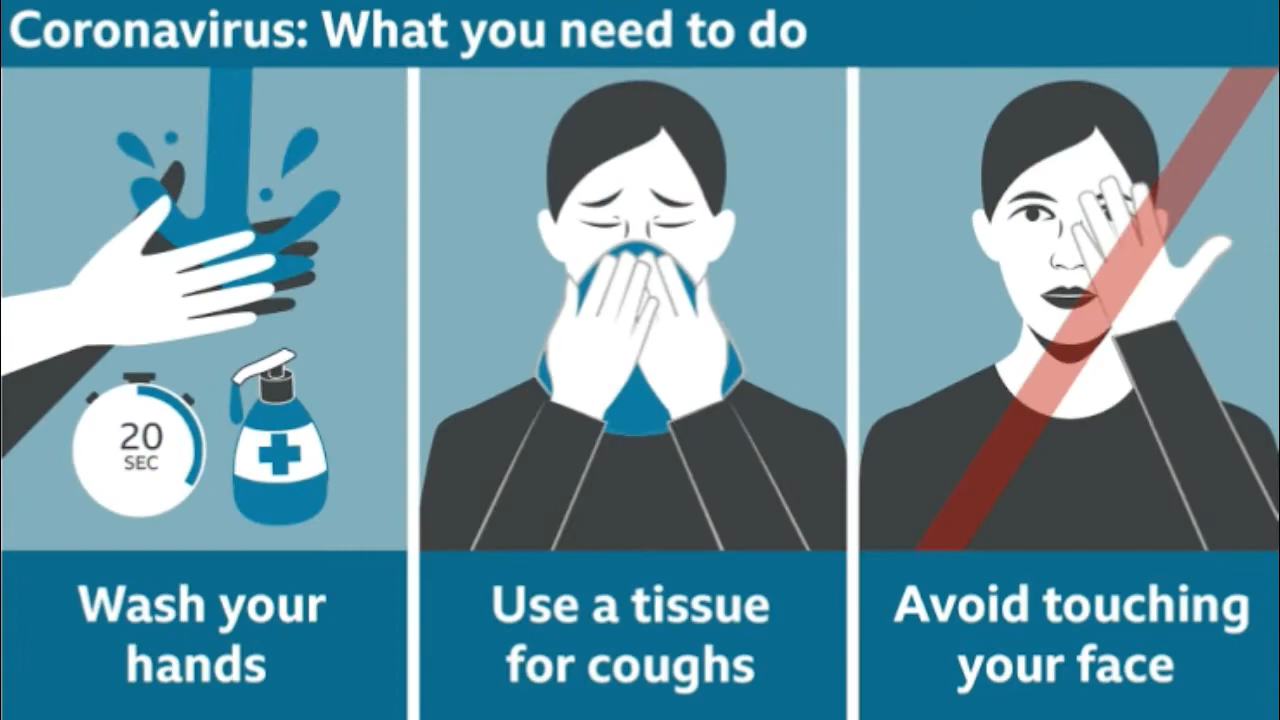 Coronavirus: What you need to do
20
SEC
Wash your
hands
Use a tissue
for coughs
Avoid touching
your face